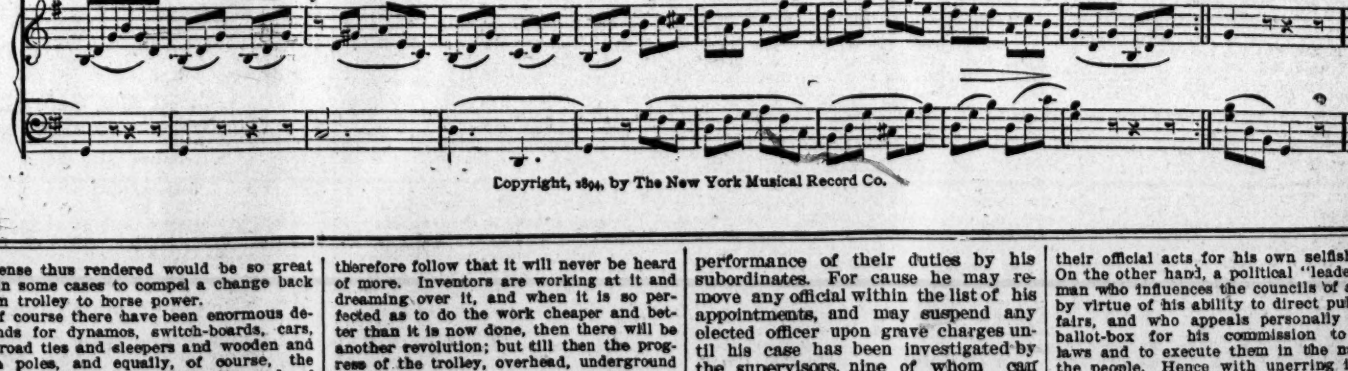 Copyright, 1894, by The New York Musical Record Co.
ense thus rendered would be so great
n some cases to compel a change back
n trolley to horse power.
f course there have been enormous de-
nds for dynamos, switch-boards, cars,
road ties and sleepers and wooden and
poles, and equally, of course, the
therefore follow that it will never be heard
of more. Inventors are working at it and
dreaming over it, and when it is so per-
fected as to do the work cheaper and bet-
ter than it is now done, then there will be
another revolution; but till then the prog-
ress of the trolley, overhead, underground
performance of their duties by his
subordinates. For cause he may re-
move any official within the list of his
appointments, and may suspend any
elected officer upon grave charges un-
til his case has been investigated by
the supervisors, nine of whom can
their official acts for his own selfish
On the other hand, a political "leade
man who influences the councils of a
by virtue of his ability to direct pub
fairs, and who appeals personally
ballot-box for his commission to
laws and to execute them in the n
the people. Hence with unerring i